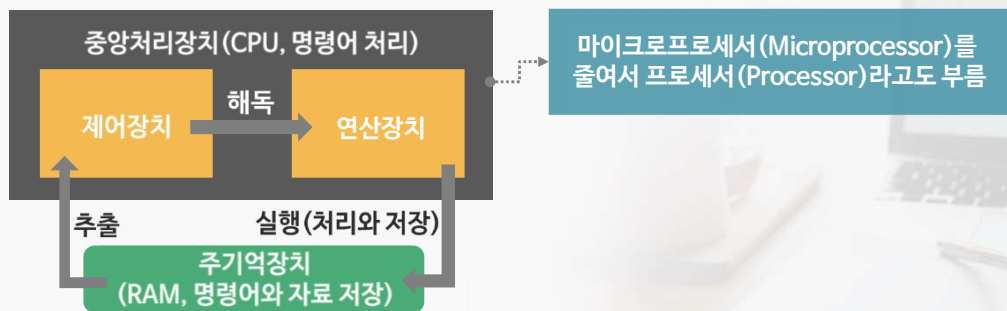 중앙처리장치(CPU, 명령어 처리)
마이크로프로세서(Microprocessor)를
줄여서 프로세서(Processor)라고도 부름
제어장치
해독
연산장치
추출
실행(처리와 저장)
주기억장치
(RAM, 명령어와 자료 저장)